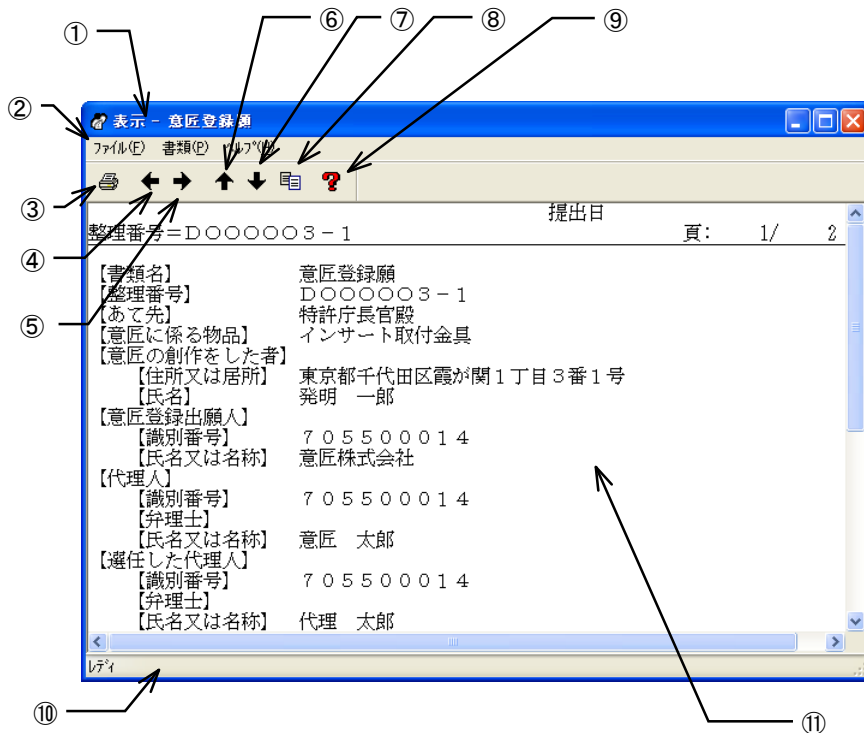 ① ⑥ ⑦ ⑧ ⑨
②
表示 - 意匠登録願
ファイル(F) 書類(P) ヘルプ(H)
③
④
⑤
提出日
整理番号=DOOOOO3-1 頁: 1/ 2
【書類名】 意匠登録願
【整理番号】 DOOOOO3-1
【あて先】 特許庁長官殿
【意匠に係る物品】 インサート取付金具
【意匠の創作をした者】
【住所又は居所】 東京都千代田区霞が関1丁目3番1号
【氏名】 発明 一郎
【意匠登録出願人】
【識別番号】 705500014
【氏名又は名称】 意匠株式会社
【代理人】
【識別番号】 705500014
【弁理士】
【氏名又は名称】 意匠 太郎
【選任した代理人】
【識別番号】 705500014
【弁理士】
【氏名又は名称】 代理 太郎
レディ
⑩ ⑪